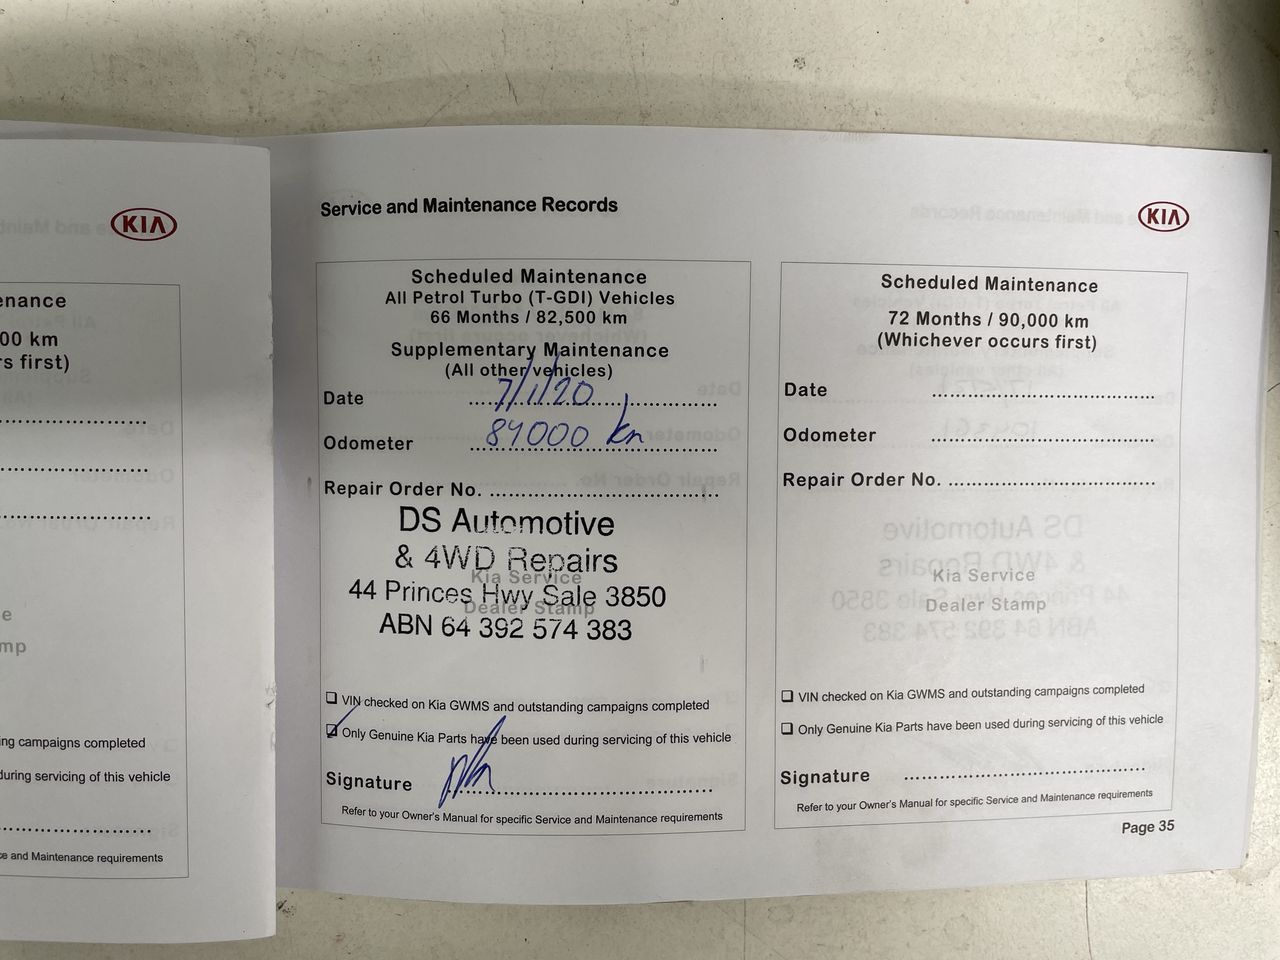 KIA
enance
00 km
rs first)
e
mp
ng campaigns completed
during servicing of this vehicle
ce and Maintenance requirements
Service and Maintenance Records
KIA
Scheduled Maintenance
All Petrol Turbo (T-GDI) Vehicles
66 Months / 82,500 km
Supplementary Maintenance
(All other vehicles)
Date 7/1/20
Odometer 84000 km
Repair Order No.
DS Automotive
& 4WD Repairs
Kia Service
44 Princes Hwy Sale 3850
Dealer Stamp
ABN 64 392 574 383
VIN checked on Kia GWMS and outstanding campaigns completed
Only Genuine Kia Parts have been used during servicing of this vehicle
Signature
Refer to your Owner's Manual for specific Service and Maintenance requirements
Scheduled Maintenance
72 Months / 90,000 km
(Whichever occurs first)
Date
Odometer
Repair Order No.
Kia Service
Dealer Stamp
VIN checked on Kia GWMS and outstanding campaigns completed
Only Genuine Kia Parts have been used during servicing of this vehicle
Signature
Refer to your Owner's Manual for specific Service and Maintenance requirements
Page 35